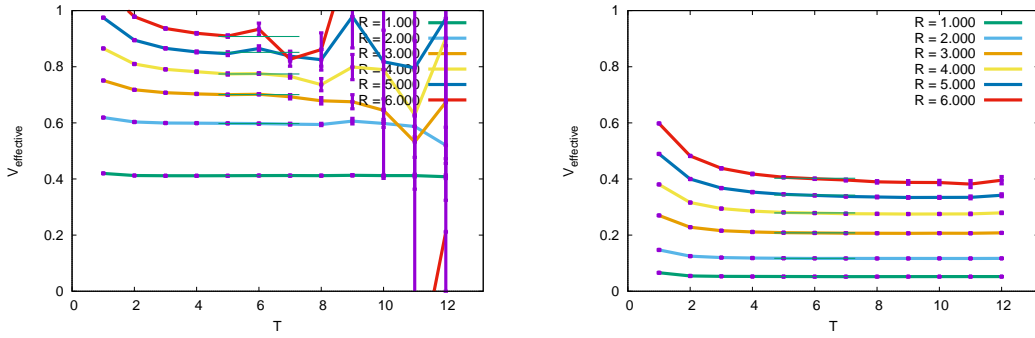 1
0.8
0.6
0.4
0.2
0
0 2 4 6 8 10 12
V effective
T
R = 1.000
R = 2.000
R = 3.000
R = 4.000
R = 5.000
R = 6.000
1
0.8
0.6
0.4
0.2
0
0 2 4 6 8 10 12
V effective
T
R = 1.000
R = 2.000
R = 3.000
R = 4.000
R = 5.000
R = 6.000